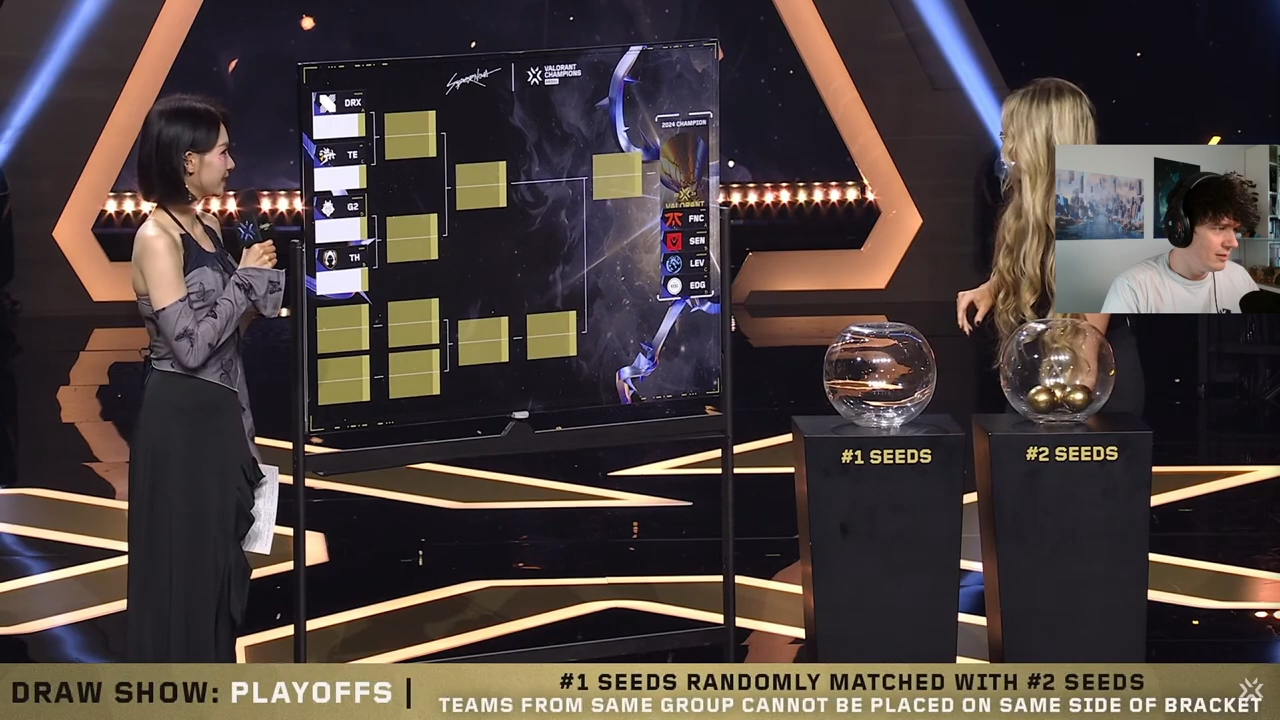 VALORANT
CHAMPIONS
DRX
TE
G2
TH
2024 CHAMPION
VALORANT
FNC
SEN
LEV
EDG
#1 SEEDS
#2 SEEDS
DRAW SHOW: PLAYOFFS |
#1 SEEDS RANDOMLY MATCHED WITH #2 SEEDS
TEAMS FROM SAME GROUP CANNOT BE PLACED ON SAME SIDE OF BRACKET